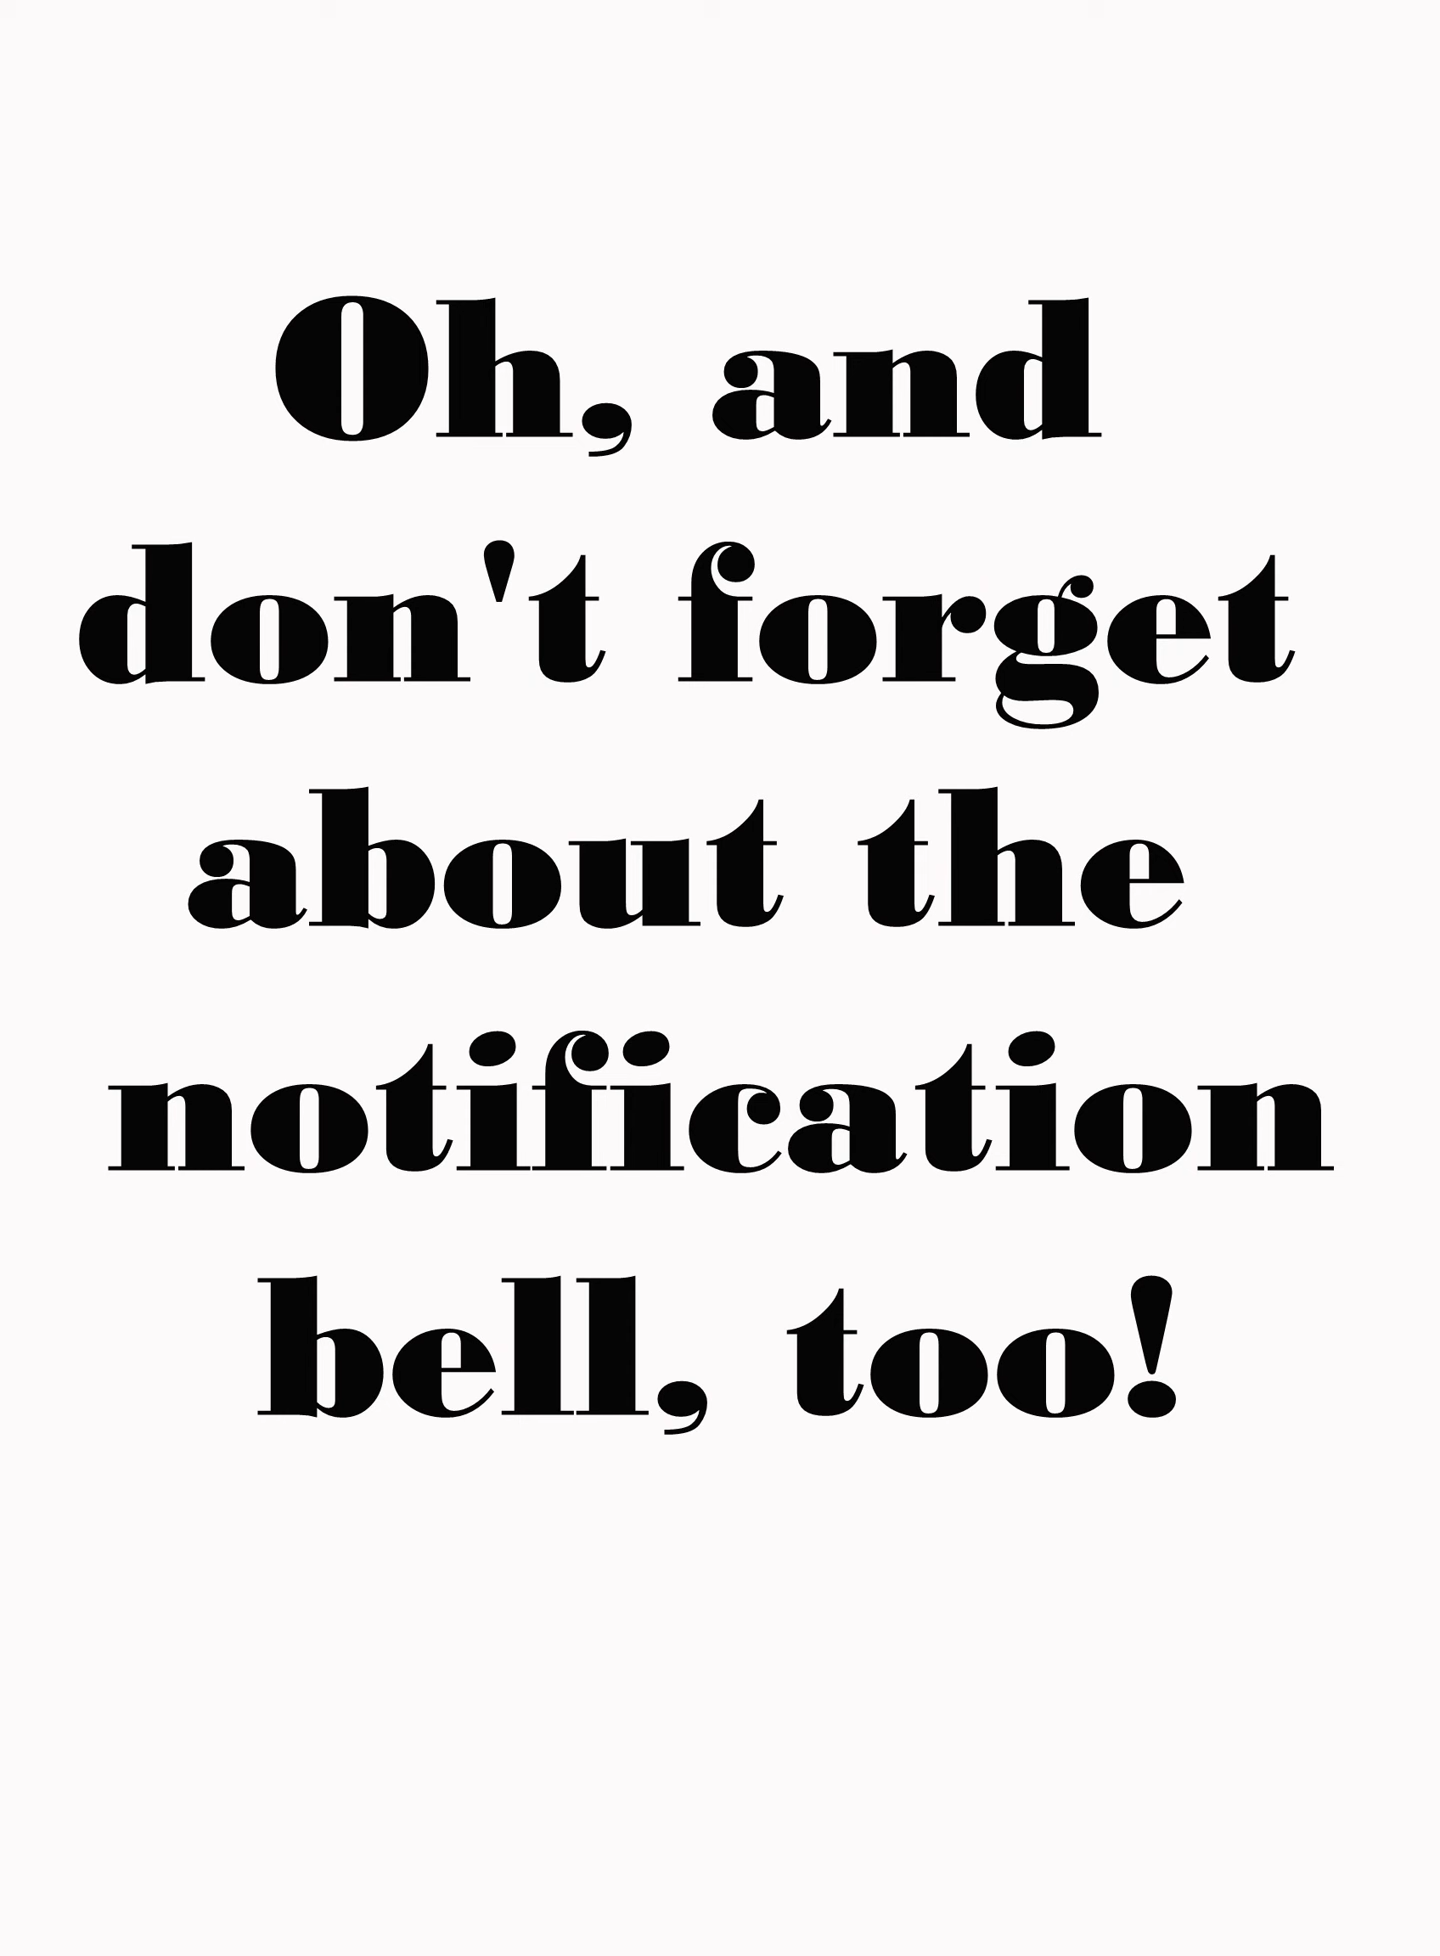 Oh, and
don't forget
about the
notification
bell, too!